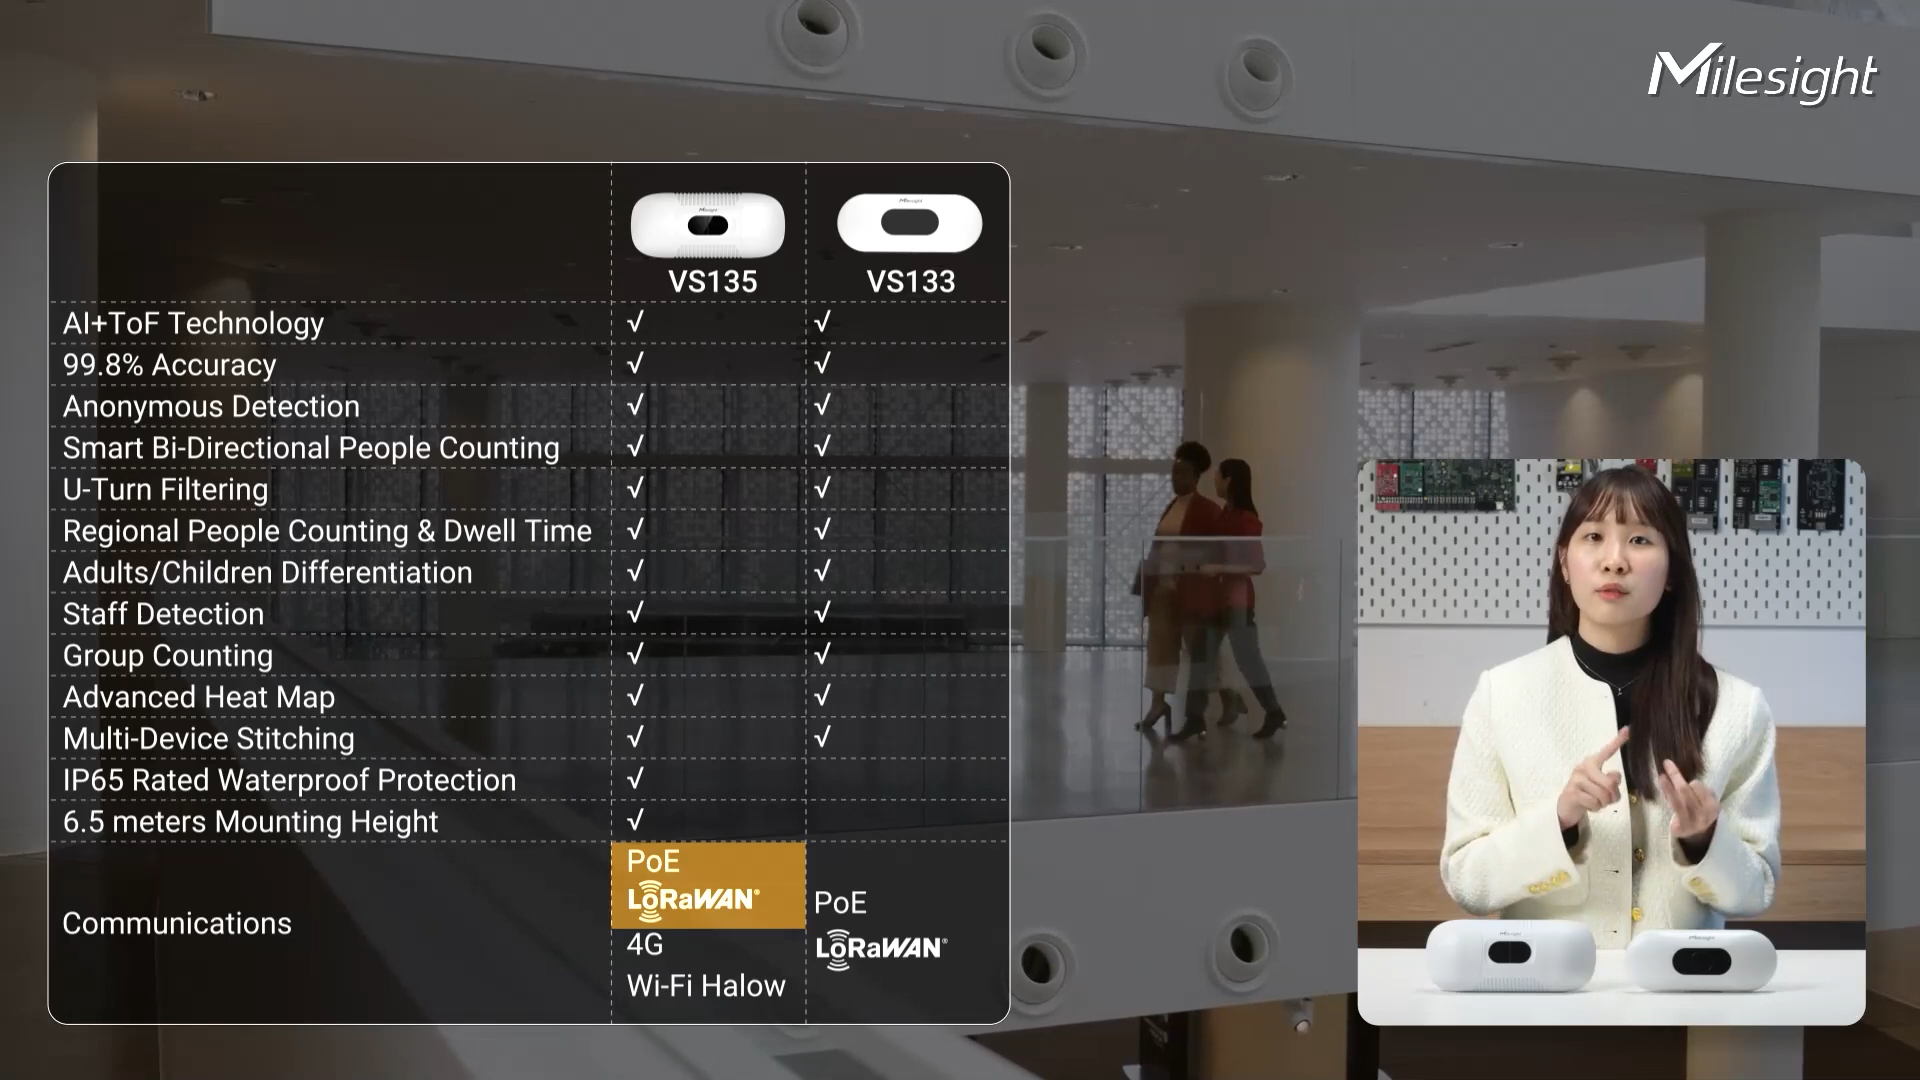 Milesight
VS135 VS133
AI+ToF Technology √ √
99.8% Accuracy √ √
Anonymous Detection √ √
Smart Bi-Directional People Counting √ √
U-Turn Filtering √ √
Regional People Counting & Dwell Time √ √
Adults/Children Differentiation √ √
Staff Detection √ √
Group Counting √ √
Advanced Heat Map √ √
Multi-Device Stitching √ √
IP65 Rated Waterproof Protection √
6.5 meters Mounting Height √
Communications
PoE
LoRaWAN®
4G
Wi-Fi Halow
PoE
LoRaWAN®